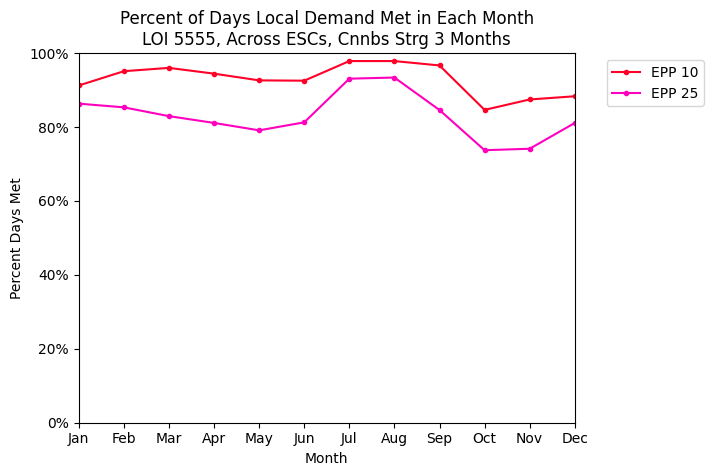 Percent of Days Local Demand Met in Each Month
LOI 5555, Across ESCs, Cnnbs Strg 3 Months
100%
80%
60%
40%
20%
0%
Percent Days Met
Jan Feb Mar Apr May Jun Jul Aug Sep Oct Nov Dec
Month
EPP 10
EPP 25